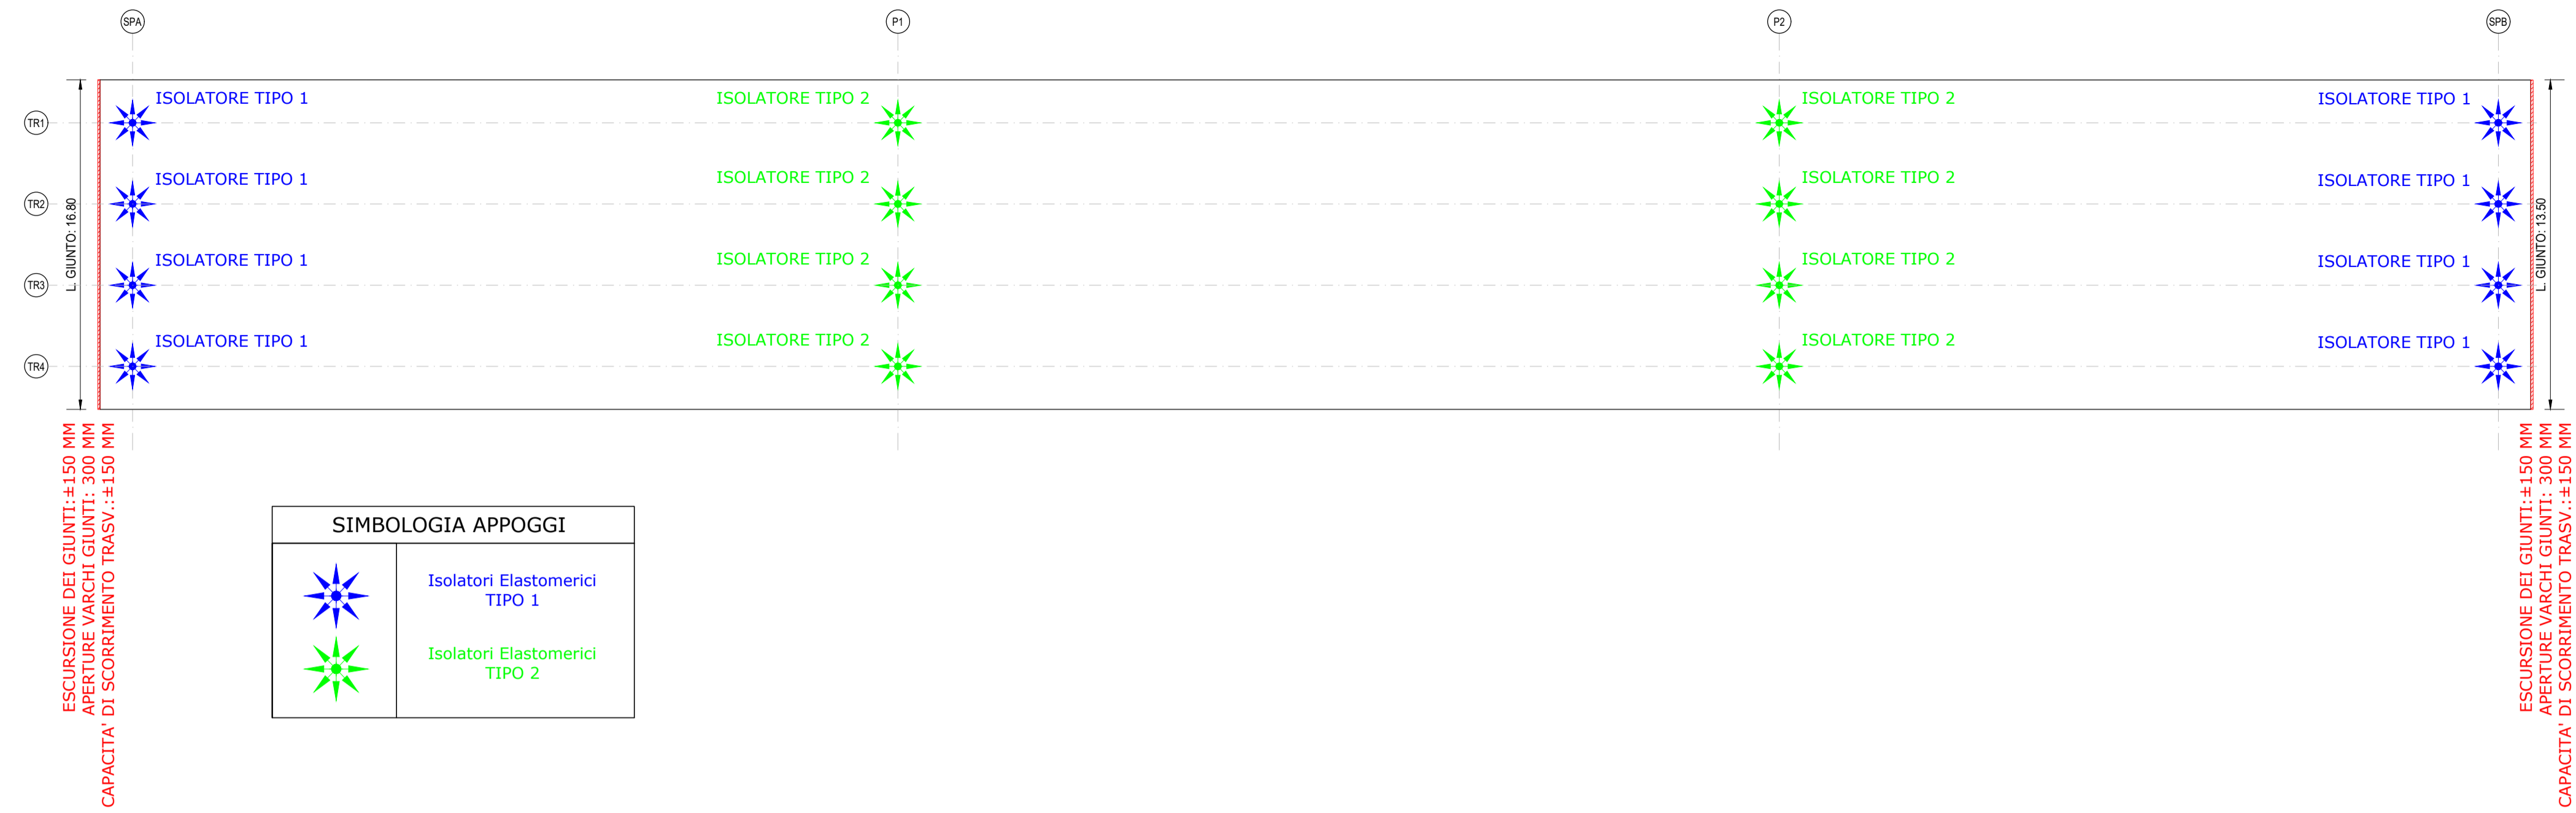 SPA
P1
P2
SPB
ISOLATORE TIPO 1
ISOLATORE TIPO 2
ISOLATORE TIPO 2
ISOLATORE TIPO 1
TR1
ISOLATORE TIPO 1
ISOLATORE TIPO 2
ISOLATORE TIPO 2
ISOLATORE TIPO 1
TR2
ISOLATORE TIPO 1
ISOLATORE TIPO 2
ISOLATORE TIPO 2
ISOLATORE TIPO 1
TR3
ISOLATORE TIPO 1
ISOLATORE TIPO 2
ISOLATORE TIPO 2
ISOLATORE TIPO 1
TR4
L. GIUNTO: 16.80
L. GIUNTO: 13.50
ESCURSIONE DEI GIUNTI:±150 MM
APERTURE VARCHI GIUNTI: 300 MM
CAPACITA' DI SCORRIMENTO TRASV.:±150 MM
ESCURSIONE DEI GIUNTI:±150 MM
APERTURE VARCHI GIUNTI: 300 MM
CAPACITA' DI SCORRIMENTO TRASV.:±150 MM
SIMBOLOGIA APPOGGI
Isolatori Elastomerici
TIPO 1
Isolatori Elastomerici
TIPO 2